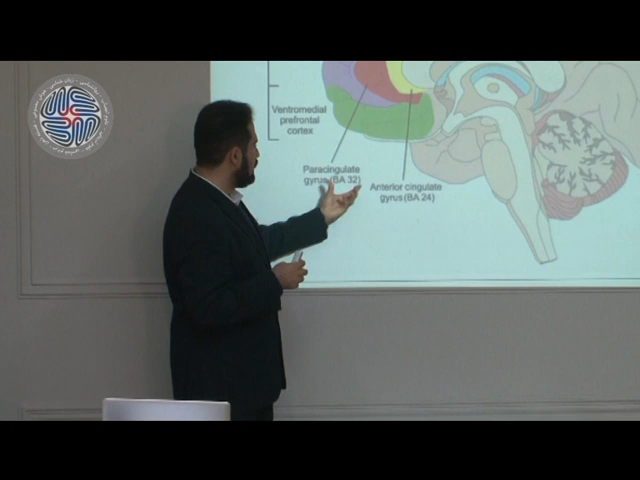 Ventromedial
prefrontal
cortex
Paracingulate
gyrus (BA 32)
Anterior cingulate
gyrus (BA 24)